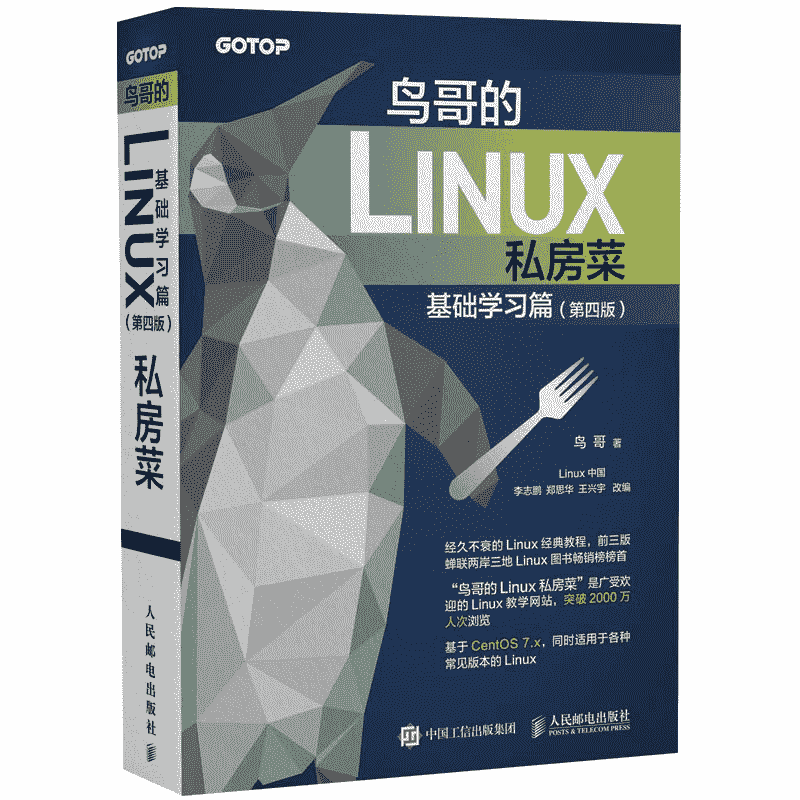 GOTOP
鸟哥的
LINUX
基础学习篇
(第四版)
私房菜
人民邮电出版社
GOTOP
鸟哥的
LINUX
私房菜
基础学习篇(第四版)
鸟哥 著
Linux 中国
李志鹏 郑思华 王兴宇 改编
经久不衰的 Linux 经典教程，前三版
蝉联两岸三地 Linux 图书畅销榜榜首
“鸟哥的 Linux 私房菜”是广受欢
迎的 Linux 教学网站，突破 2000 万
人次浏览
基于 CentOS 7.x，同时适用于各种
常见版本的 Linux
中国工信出版集团
人民邮电出版社
POSTS & TELECOM PRESS